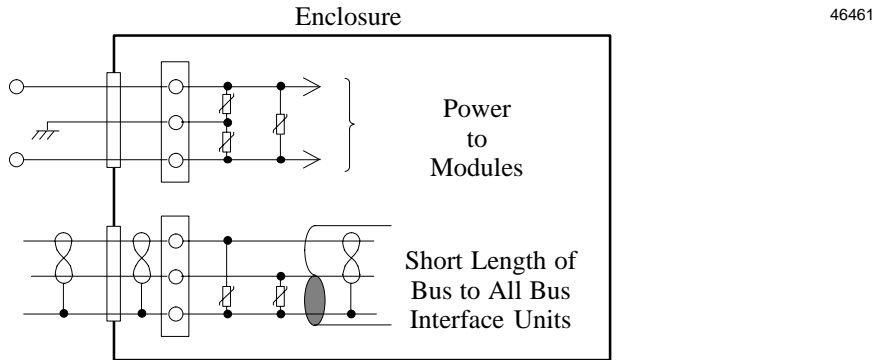 Enclosure
46461
Power
to
Modules
Short Length of
Bus to All Bus
Interface Units